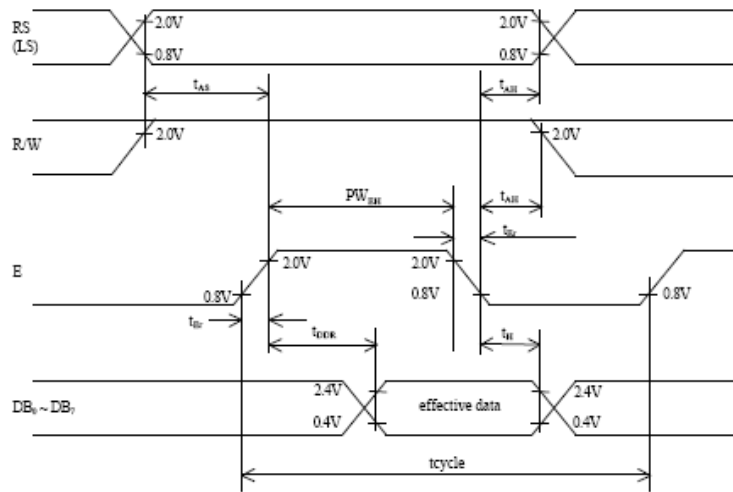 RS
(LS)
2.0V
2.0V
0.8V
0.8V
tAS
tAH
R/W
2.0V
2.0V
PWEH
tAH
tEr
E
2.0V
2.0V
0.8V
0.8V
0.8V
tEr
tDDR
tH
2.4V
2.4V
DB0 ~ DB7
effective data
0.4V
0.4V
tcycle